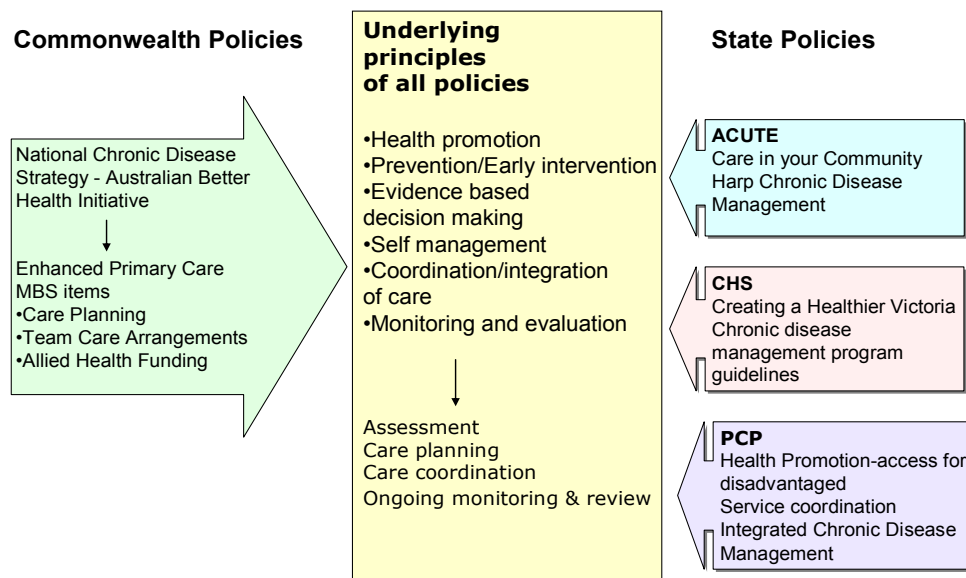 Commonwealth Policies
National Chronic Disease
Strategy - Australian Better
Health Initiative
Enhanced Primary Care
MBS items
•Care Planning
•Team Care Arrangements
•Allied Health Funding
Underlying
principles
of all policies
•Health promotion
•Prevention/Early intervention
•Evidence based
decision making
•Self management
•Coordination/integration
of care
•Monitoring and evaluation
Assessment
Care planning
Care coordination
Ongoing monitoring & review
State Policies
ACUTE
Care in your Community
Harp Chronic Disease
Management
CHS
Creating a Healthier Victoria
Chronic disease
management program
guidelines
PCP
Health Promotion-access for
disadvantaged
Service coordination
Integrated Chronic Disease
Management